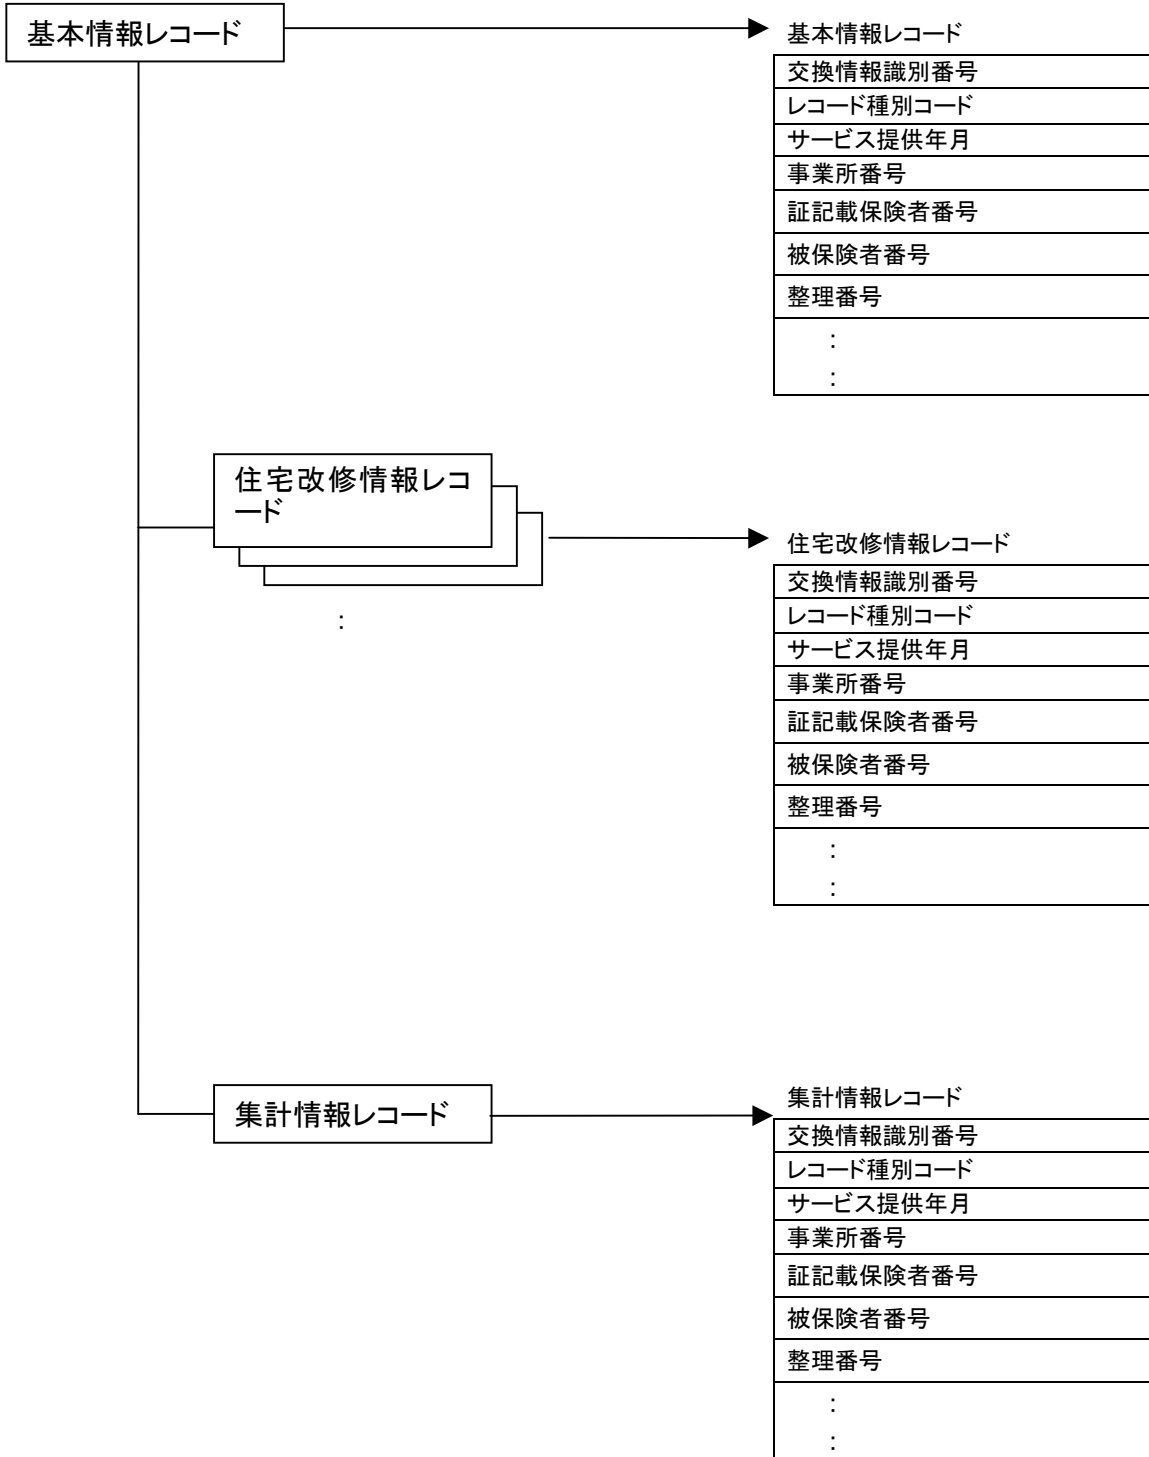 基本情報レコード
基本情報レコード
交換情報識別番号
レコード種別コード
サービス提供年月
事業所番号
証記載保険者番号
被保険者番号
整理番号
:
:
住宅改修情報レコ
ード
:
住宅改修情報レコード
交換情報識別番号
レコード種別コード
サービス提供年月
事業所番号
証記載保険者番号
被保険者番号
整理番号
:
:
集計情報レコード
集計情報レコード
交換情報識別番号
レコード種別コード
サービス提供年月
事業所番号
証記載保険者番号
被保険者番号
整理番号
:
: